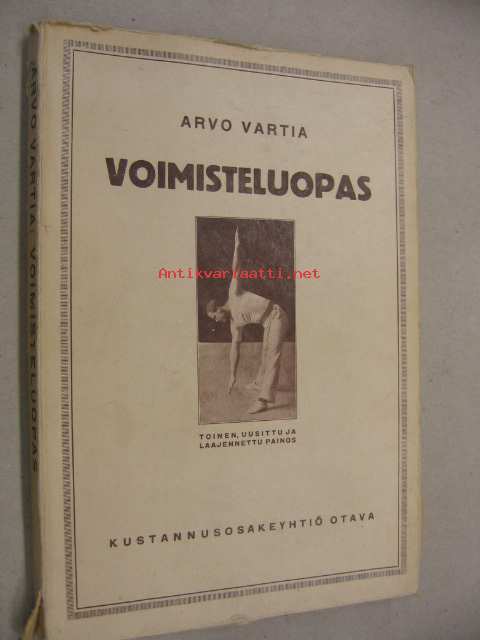 ARVO VARTIA
VOIMISTELUOPAS
Antikvariaatti.net
TOINEN, UUSITTU JA
LAAJENNETTU PAINOS
KUSTANNUSOSAKEYHTIÖ OTAVA
ARVO VARTIA: VOIMISTELUOPAS